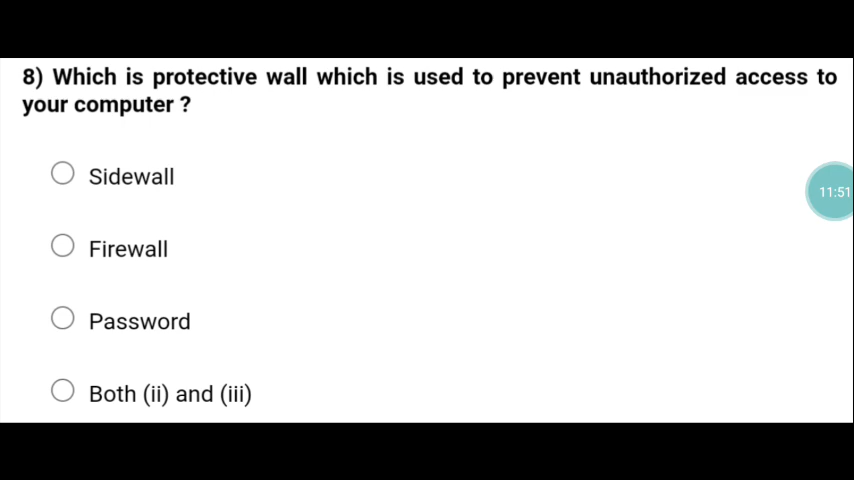 8) Which is protective wall which is used to prevent unauthorized access to
your computer ?
Sidewall
11:51
Firewall
Password
Both (ii) and (iii)